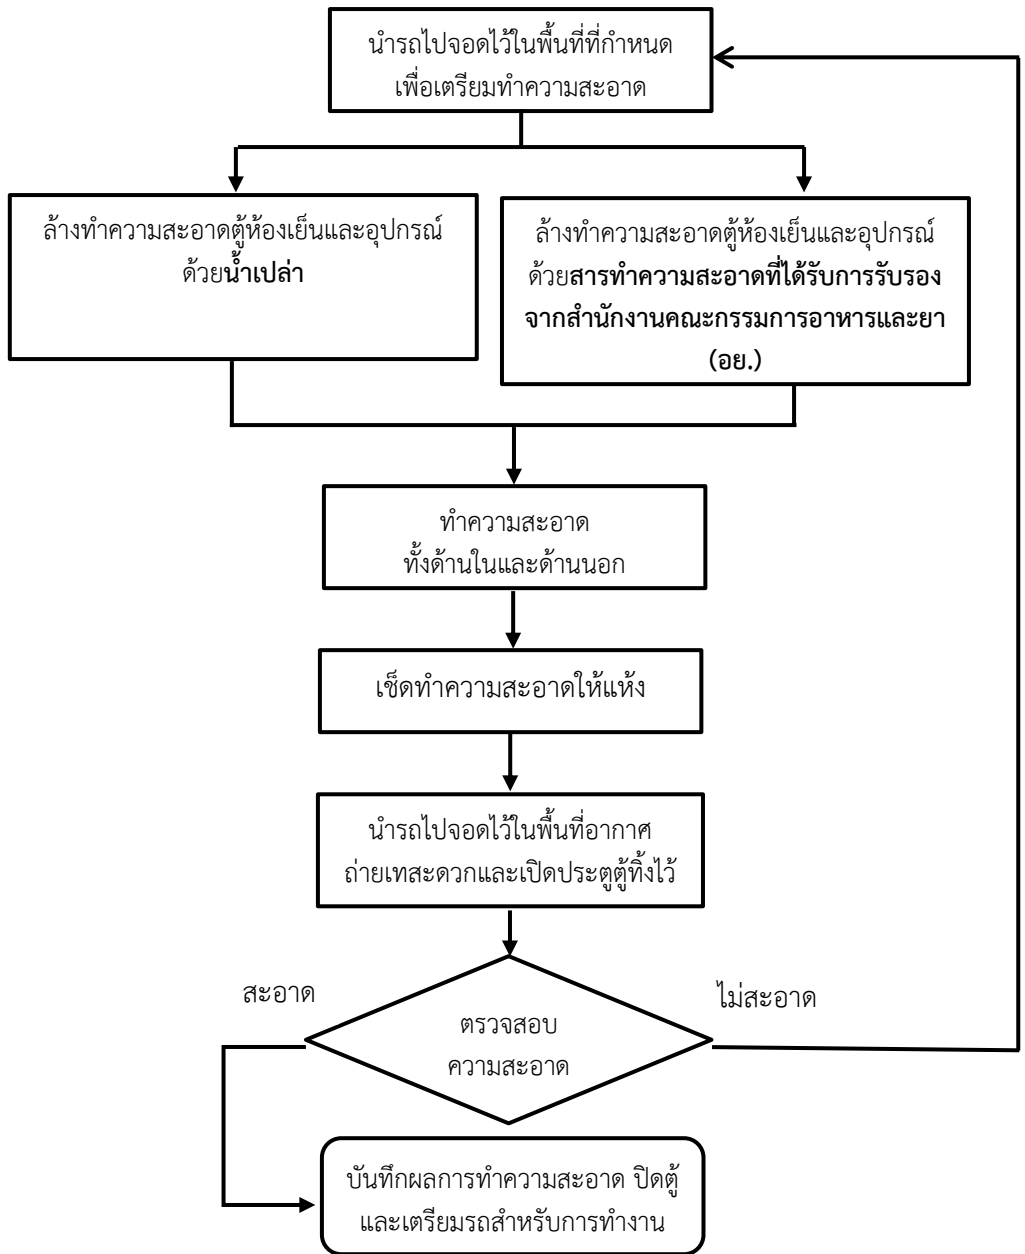 นำรถไปจอดไว้ในพื้นที่ที่กำหนด
เพื่อเตรียมทำความสะอาด
ล้างทำความสะอาดตู้ห้องเย็นและอุปกรณ์
ด้วยน้ำเปล่า
ล้างทำความสะอาดตู้ห้องเย็นและอุปกรณ์
ด้วยสารทำความสะอาดที่ได้รับการรับรอง
จากสำนักงานคณะกรรมการอาหารและยา
(อย.)
ทำความสะอาด
ทั้งด้านในและด้านนอก
เช็ดทำความสะอาดให้แห้ง
นำรถไปจอดไว้ในพื้นที่อากาศ
ถ่ายเทสะดวกและเปิดประตูตู้ทิ้งไว้
สะอาด
ไม่สะอาด
ตรวจสอบ
ความสะอาด
บันทึกผลการทำความสะอาด ปิดตู้
และเตรียมรถสำหรับการทำงาน